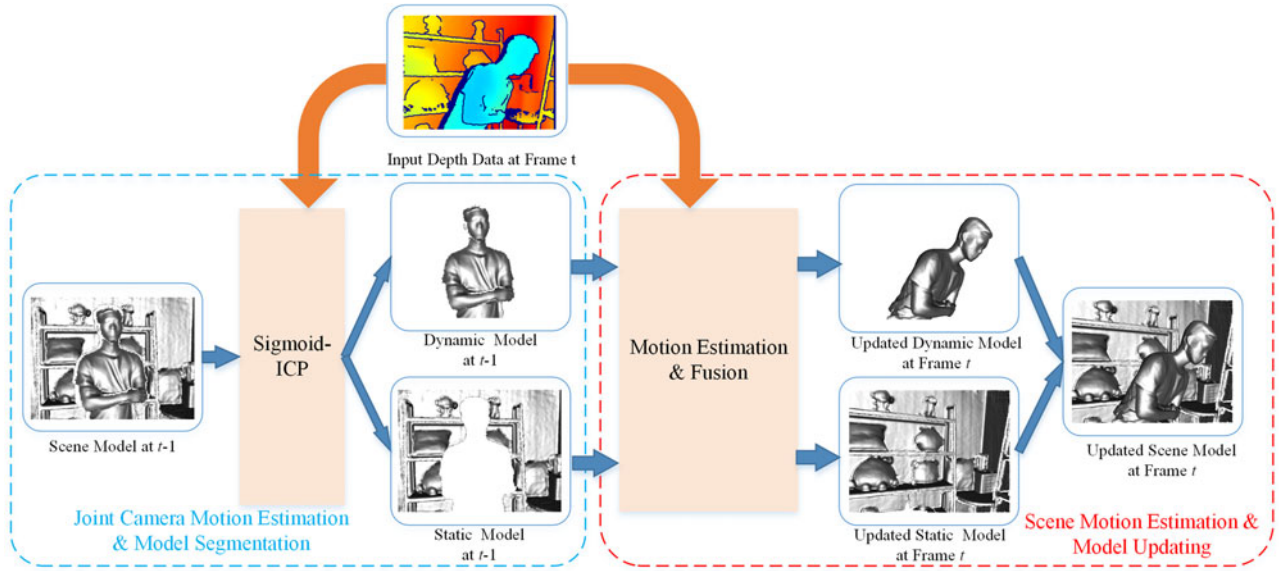 Input Depth Data at Frame t
Sigmoid-
ICP
Dynamic Model
at t-1
Motion Estimation
& Fusion
Updated Dynamic Model
at Frame t
Scene Model at t-1
Updated Scene Model
at Frame t
Static Model
at t-1
Updated Static Model
at Frame t
Joint Camera Motion Estimation
& Model Segmentation
Scene Motion Estimation &
Model Updating